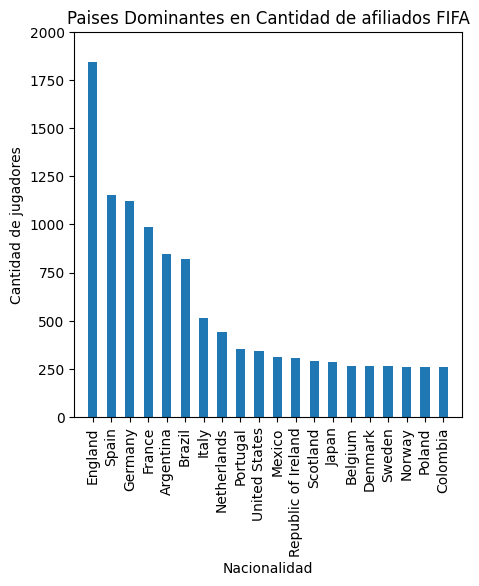 Paises Dominantes en Cantidad de afiliados FIFA
Cantidad de jugadores
2000
1750
1500
1250
1000
750
500
250
0
England
Spain
Germany
France
Argentina
Brazil
Italy
Netherlands
Portugal
United States
Mexico
Republic of Ireland
Scotland
Japan
Belgium
Denmark
Sweden
Norway
Poland
Colombia
Nacionalidad